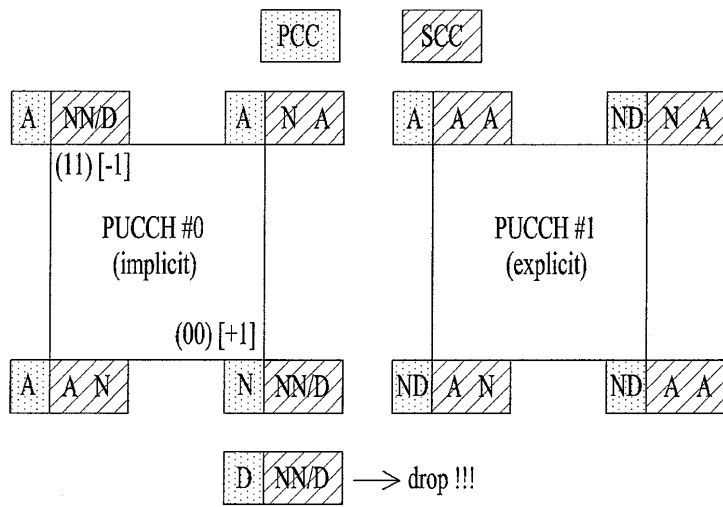 PCC SCC
A NN/D A N A A A A ND N A
(11) [-1]
PUCCH #0 PUCCH #1
(implicit) (explicit)
(00) [+1]
A A N N NN/D ND A N ND A A
D NN/D → drop !!!